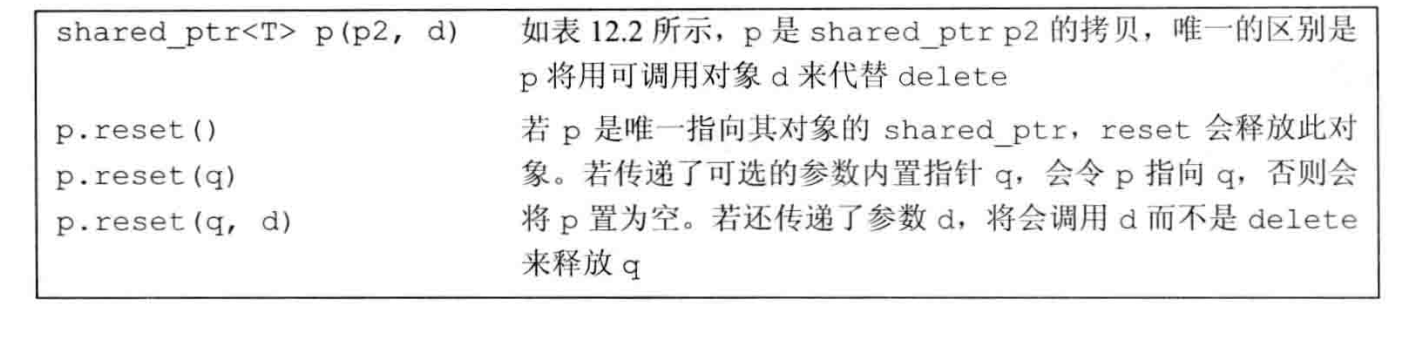 shared_ptr<T> p(p2, d) 如表 12.2 所示，p 是 shared_ptr p2 的拷贝，唯一的区别是
p 将用可调用对象 d 来代替 delete
p.reset() 若 p 是唯一指向其对象的 shared_ptr，reset 会释放此对
p.reset(q) 象。若传递了可选的参数内置指针 q，会令 p 指向 q，否则会
p.reset(q, d) 将 p 置为空。若还传递了参数 d，将会调用 d 而不是 delete
来释放 q